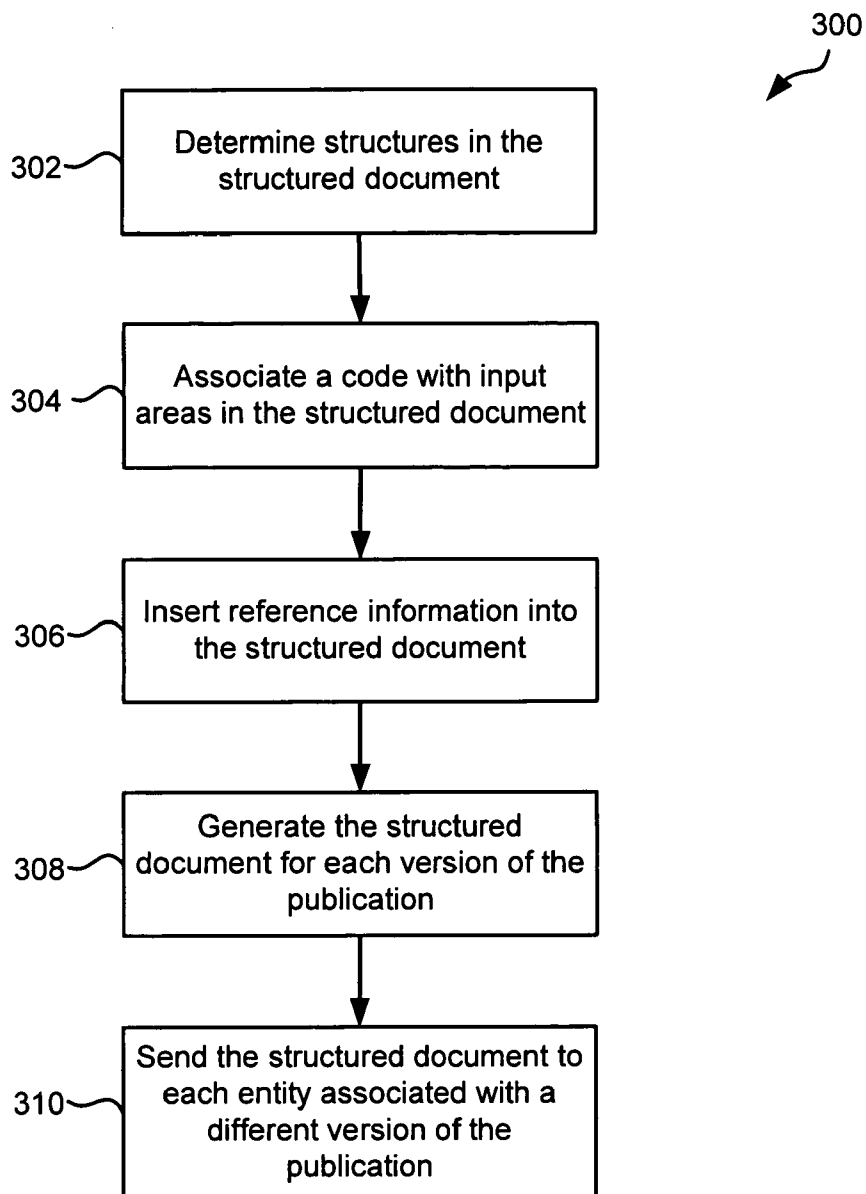 300
302
Determine structures in the
structured document
304
Associate a code with input
areas in the structured document
306
Insert reference information into
the structured document
308
Generate the structured
document for each version of the
publication
310
Send the structured document to
each entity associated with a
different version of the
publication